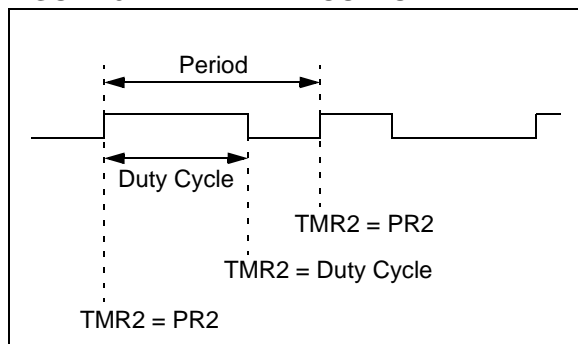 Period
Duty Cycle
TMR2 = PR2
TMR2 = Duty Cycle
TMR2 = PR2